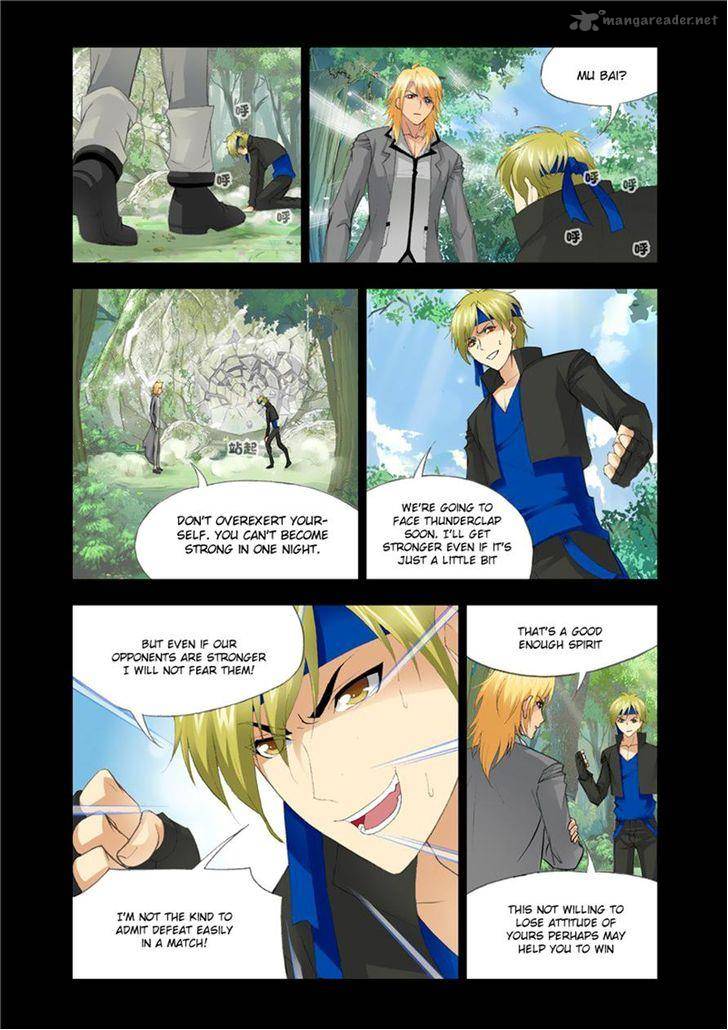 mangareader.net
呼
呼
呼
MU BAI?
呼
呼
呼
呼
站起
DON'T OVEREXERT YOUR-
SELF. YOU CAN'T BECOME
STRONG IN ONE NIGHT.
WE'RE GOING TO
FACE THUNDERCLAP
SOON. I'LL GET
STRONGER EVEN IF IT'S
JUST A LITTLE BIT
BUT EVEN IF OUR
OPPONENTS ARE STRONGER
I WILL NOT FEAR THEM!
I'M NOT THE KIND TO
ADMIT DEFEAT EASILY
IN A MATCH!
THAT'S A GOOD
ENOUGH SPIRIT
THIS NOT WILLING TO
LOSE ATTITUDE OF
YOURS PERHAPS MAY
HELP YOU TO WIN